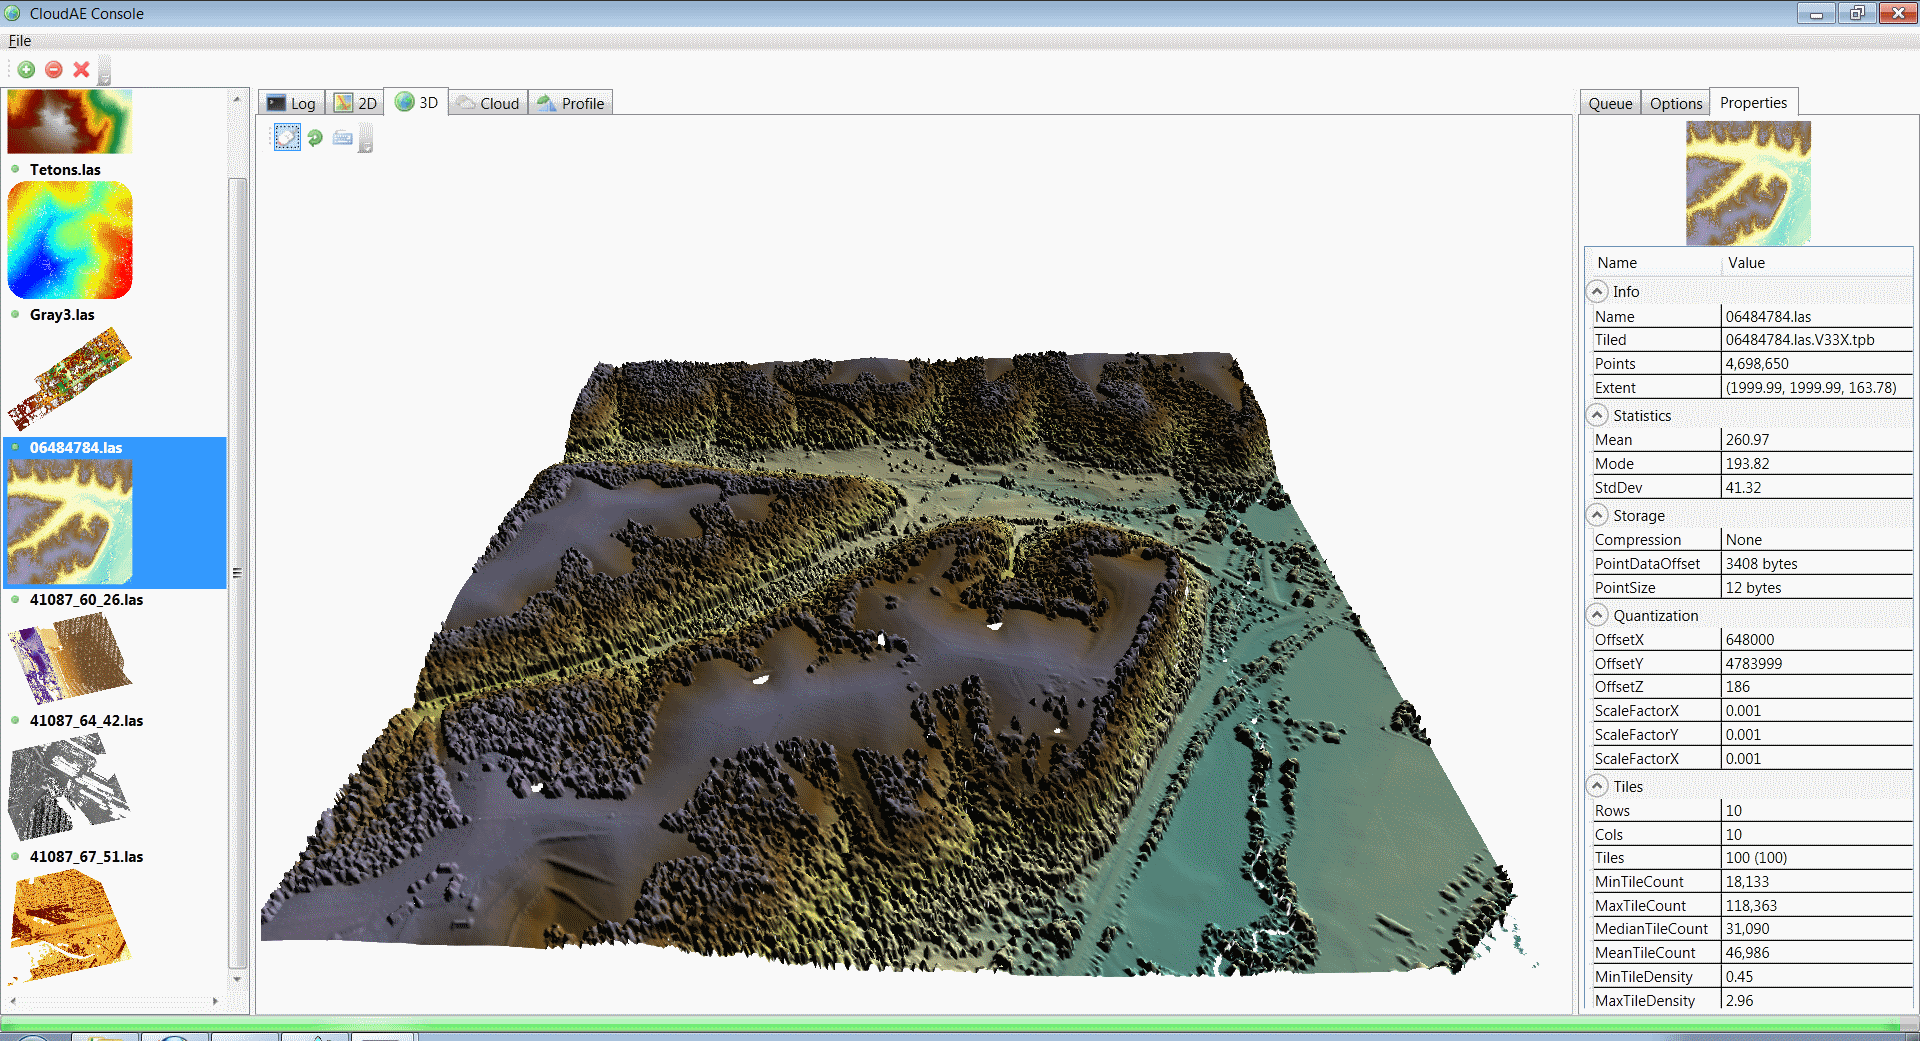 CloudAE Console
File
Tetons.las
Gray3.las
06484784.las
41087_60_26.las
41087_64_42.las
41087_67_51.las
Log 2D 3D Cloud Profile
Queue Options Properties
Name Value
Info
Name 06484784.las
Tiled 06484784.las.V33X.tpb
Points 4,698,650
Extent (1999.99, 1999.99, 163.78)
Statistics
Mean 260.97
Mode 193.82
StdDev 41.32
Storage
Compression None
PointDataOffset 3408 bytes
PointSize 12 bytes
Quantization
OffsetX 648000
OffsetY 4783999
OffsetZ 186
ScaleFactorX 0.001
ScaleFactorY 0.001
ScaleFactorX 0.001
Tiles
Rows 10
Cols 10
Tiles 100 (100)
MinTileCount 18,133
MaxTileCount 118,363
MedianTileCount 31,090
MeanTileCount 46,986
MinTileDensity 0.45
MaxTileDensity 2.96